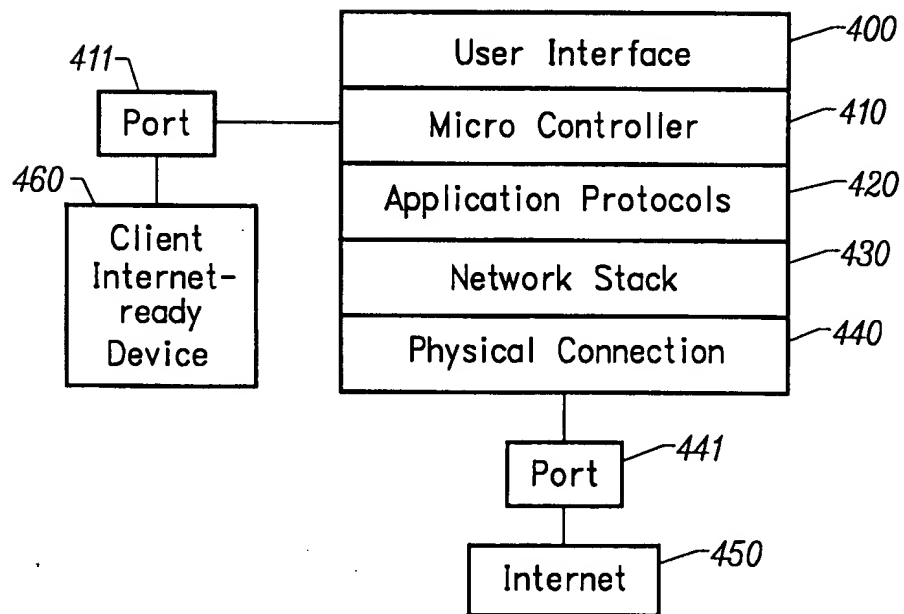 400
User Interface
411
Port
Micro Controller
410
460
Application Protocols
420
Client
Internet-
ready
Device
Network Stack
430
Physical Connection
440
Port
441
Internet
450